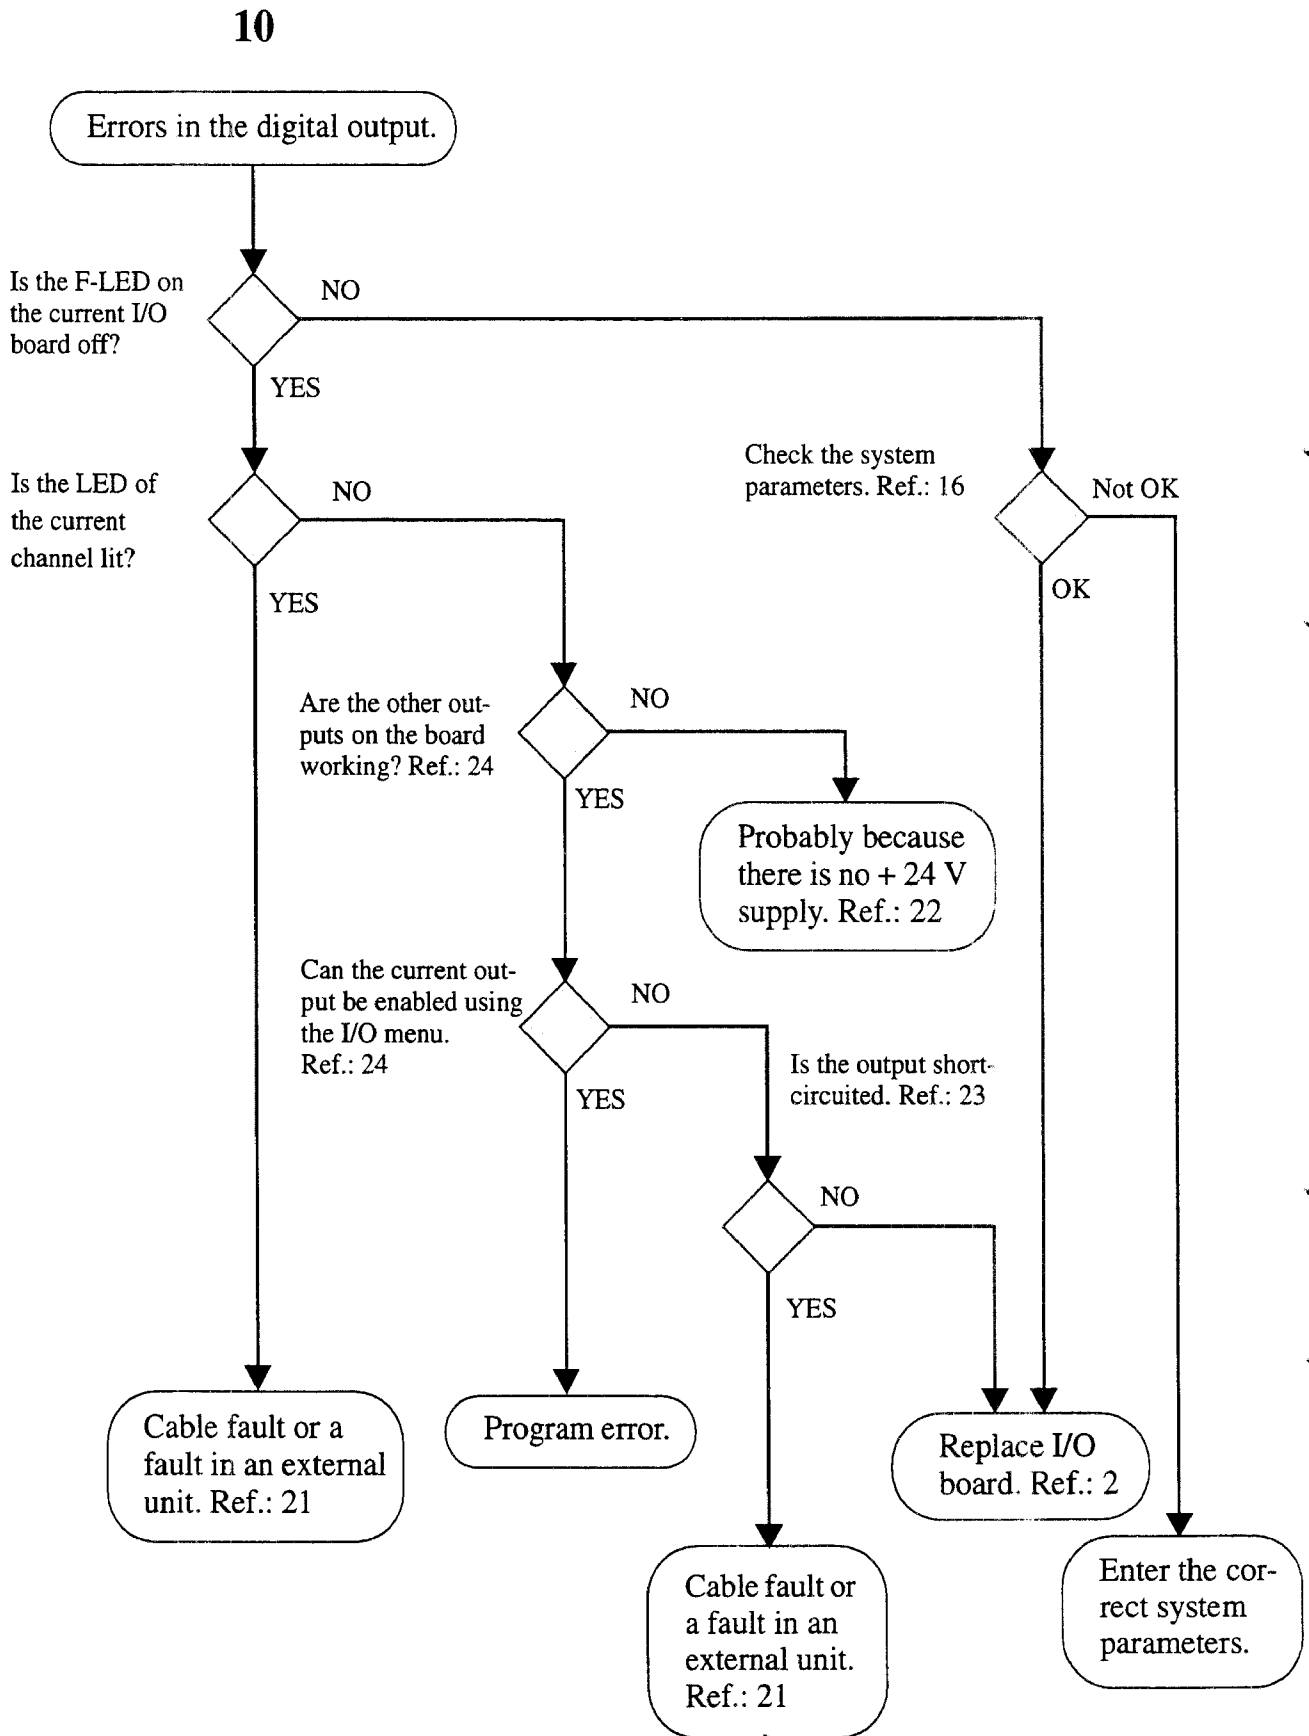 10
Errors in the digital output.
Is the F-LED on
the current I/O
board off?
NO
YES
Is the LED of
the current
channel lit?
NO
YES
Check the system
parameters. Ref.: 16
Not OK
OK
Are the other out-
puts on the board
working? Ref.: 24
NO
YES
Probably because
there is no + 24 V
supply. Ref.: 22
Can the current out-
put be enabled using
the I/O menu.
Ref.: 24
NO
YES
Is the output short-
circuited. Ref.: 23
NO
YES
Cable fault or a
fault in an external
unit. Ref.: 21
Program error.
Replace I/O
board. Ref.: 2
Cable fault or
a fault in an
external unit.
Ref.: 21
Enter the cor-
rect system
parameters.